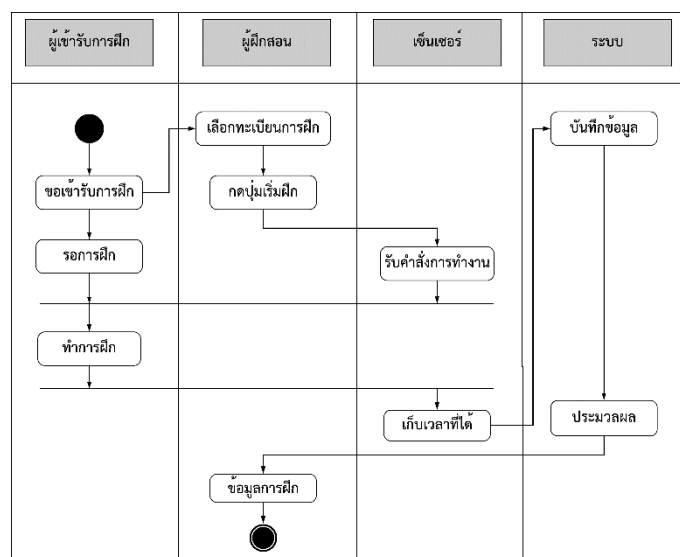 ผู้เข้ารับการฝึก
ผู้ฝึกสอน
เซ็นเซอร์
ระบบ
เลือกทะเบียนการฝึก
บันทึกข้อมูล
ขอเข้ารับการฝึก
กดปุ่มเริ่มฝึก
รอการฝึก
รับคำสั่งการทำงาน
ทำการฝึก
เก็บเวลาที่ได้
ประมวลผล
ข้อมูลการฝึก